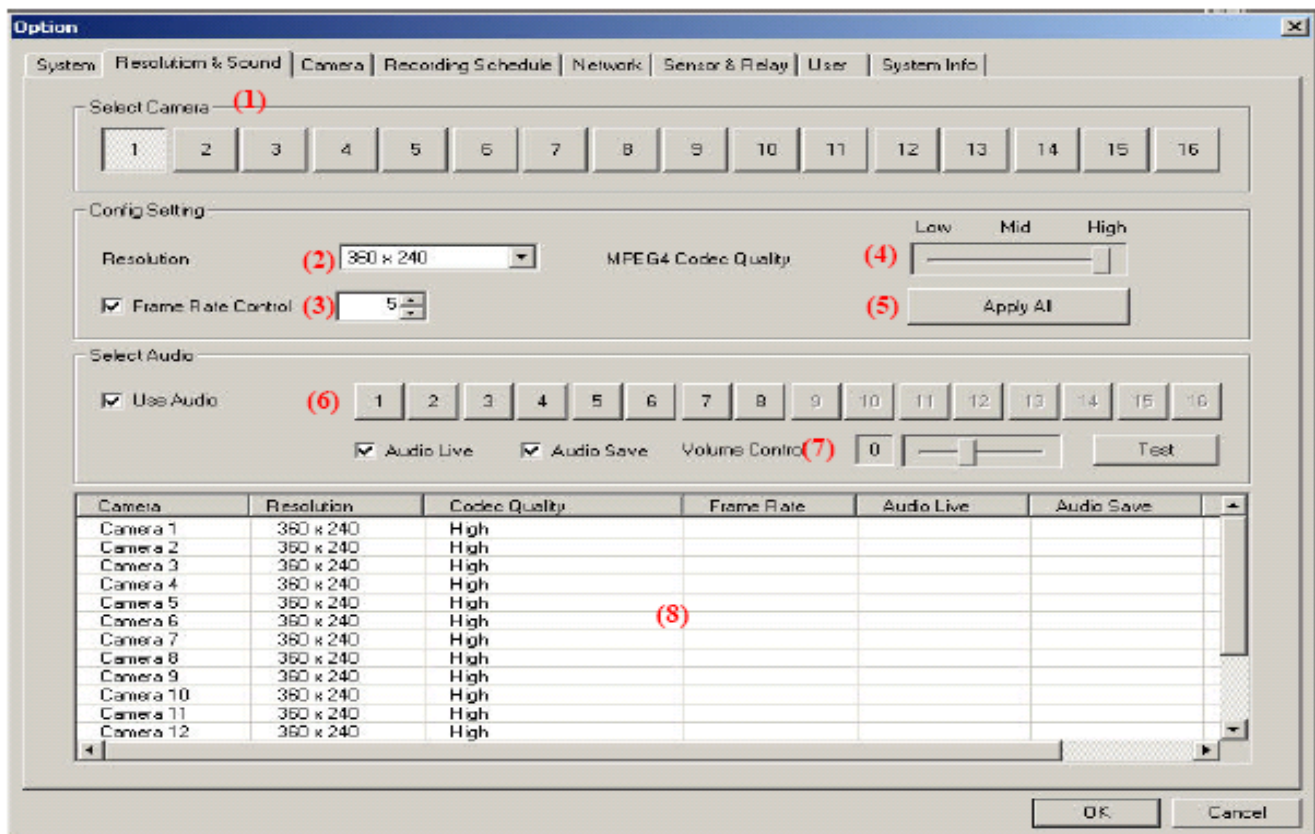 Option
System Resolution & Sound Camera Recording Schedule Network Sensor & Relay User System Info
Select Camera (1)
1 2 3 4 5 6 7 8 9 10 11 12 13 14 15 16
Config Setting
Low Mid High
Resolution (2) 360 x 240 MPEG4 Codec Quality (4)
Frame Rate Control (3) 5 (5) Apply All
Select Audio
Use Audio (6) 1 2 3 4 5 6 7 8 9 10 11 12 13 14 15 16
Audio Live Audio Save Volume Control (7) 0 Test
Camera Resolution Codec Quality Frame Rate Audio Live Audio Save
Camera 1 360 x 240 High
Camera 2 360 x 240 High
Camera 3 360 x 240 High
Camera 4 360 x 240 High
Camera 5 360 x 240 High
Camera 6 360 x 240 High (8)
Camera 7 360 x 240 High
Camera 8 360 x 240 High
Camera 9 360 x 240 High
Camera 10 360 x 240 High
Camera 11 360 x 240 High
Camera 12 360 x 240 High
OK Cancel